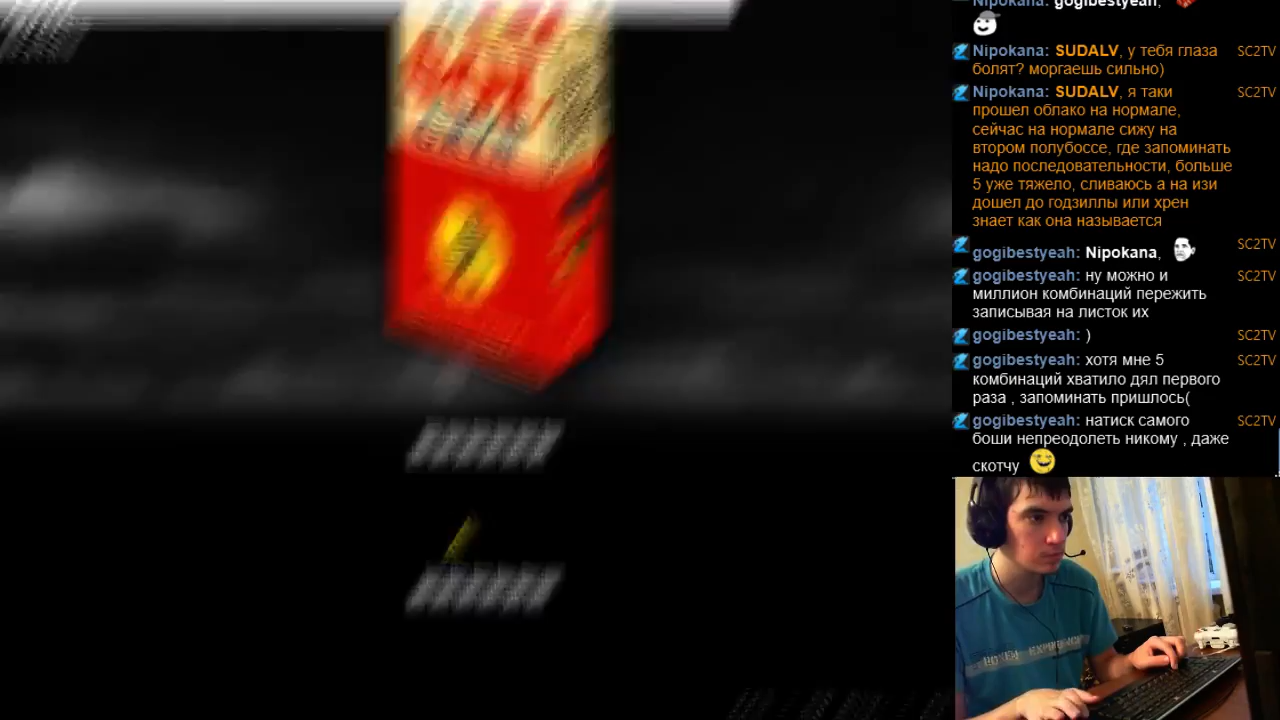 Nipokana: gogibestyeah,
Nipokana: SUDALV, у тебя глаза SC2TV
болят? моргаешь сильно)
Nipokana: SUDALV, я таки SC2TV
прошел облако на нормале,
сейчас на нормале сижу на
втором полубоссе, где запоминать
надо последовательности, больше
5 уже тяжело, сливаюсь а на изи
дошел до годзиллы или хрен
знает как она называется
gogibestyeah: Nipokana, SC2TV
gogibestyeah: ну можно и SC2TV
миллион комбинаций пережить
записывая на листок их
gogibestyeah: ) SC2TV
gogibestyeah: хотя мне 5 SC2TV
комбинаций хватило дял первого
раза , запоминать пришлось(
gogibestyeah: натиск самого SC2TV
боши непреодолеть никому , даже
скотчу